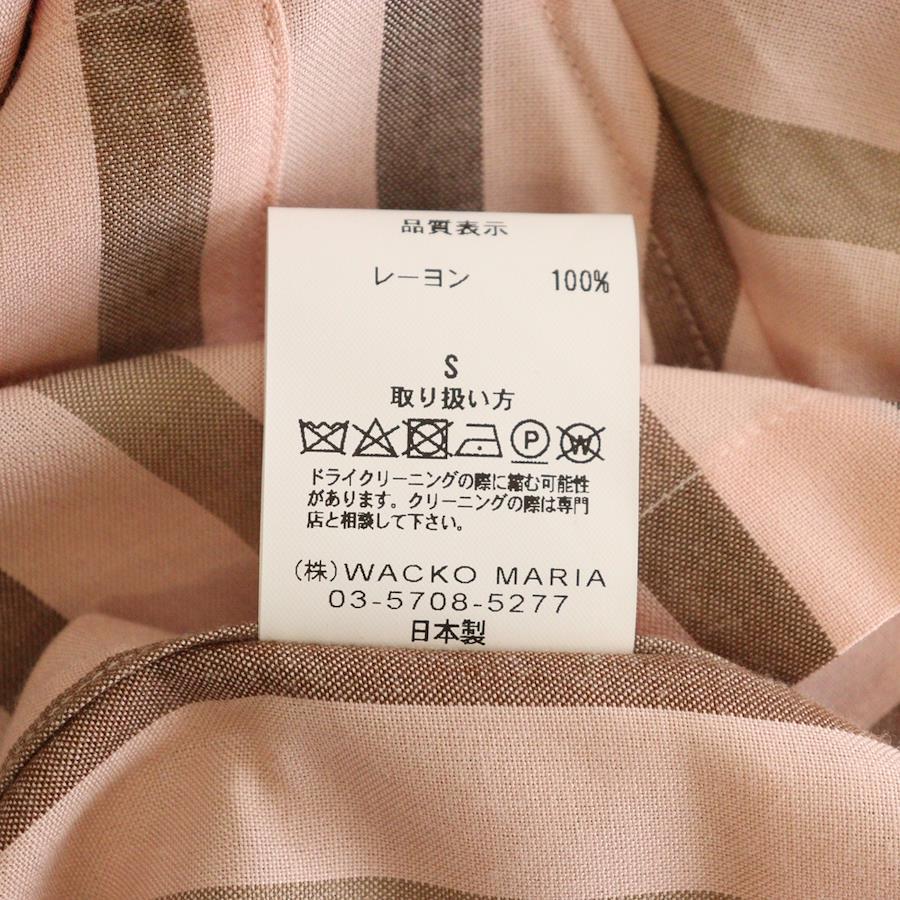 品質表示
レーヨン 100%
S
取り扱い方
P W
ドライクリーニングの際に縮む可能性
があります。クリーニングの際は専門
店と相談して下さい。
(株)WACKO MARIA
03-5708-5277
日本製